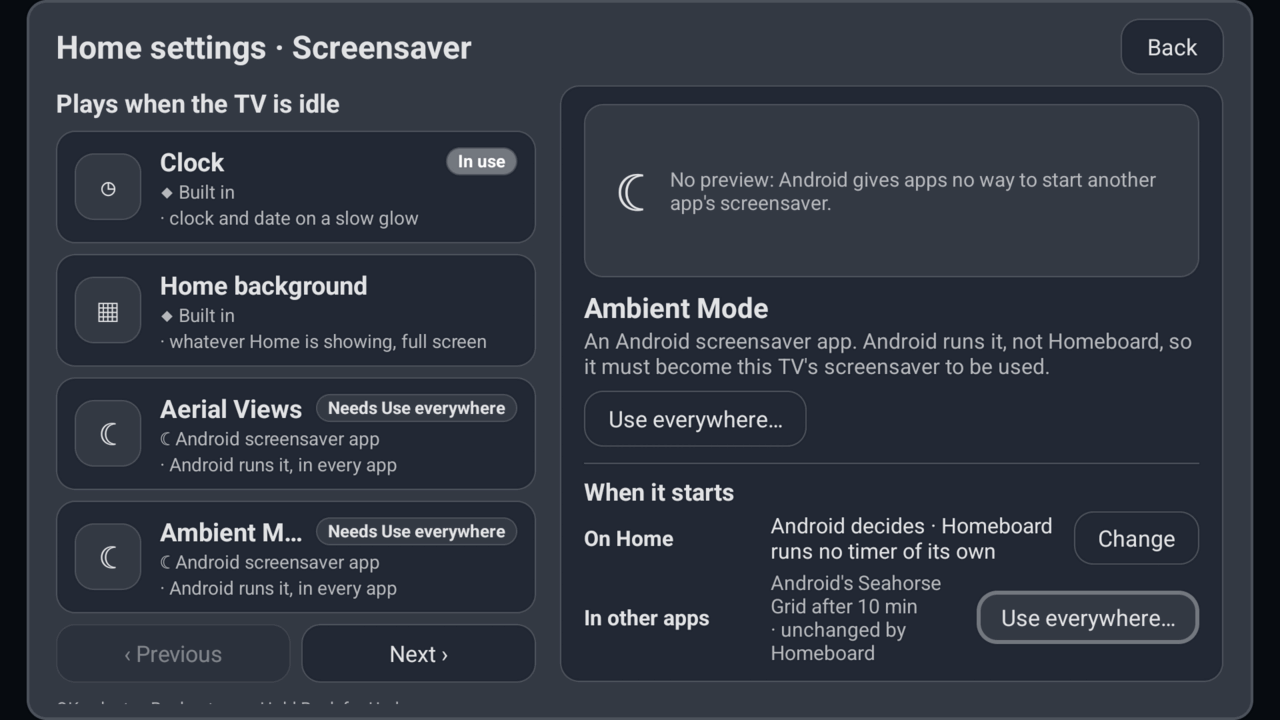 Home settings · Screensaver
Back
Plays when the TV is idle
Clock
In use
◆ Built in
· clock and date on a slow glow
Home background
◆ Built in
· whatever Home is showing, full screen
Aerial Views
Needs Use everywhere
☾ Android screensaver app
· Android runs it, in every app
Ambient M…
Needs Use everywhere
☾ Android screensaver app
· Android runs it, in every app
‹ Previous
Next ›
No preview: Android gives apps no way to start another
app's screensaver.
Ambient Mode
An Android screensaver app. Android runs it, not Homeboard, so
it must become this TV's screensaver to be used.
Use everywhere…
When it starts
On Home
Android decides · Homeboard
runs no timer of its own
Change
In other apps
Android's Seahorse
Grid after 10 min
· unchanged by
Homeboard
Use everywhere…